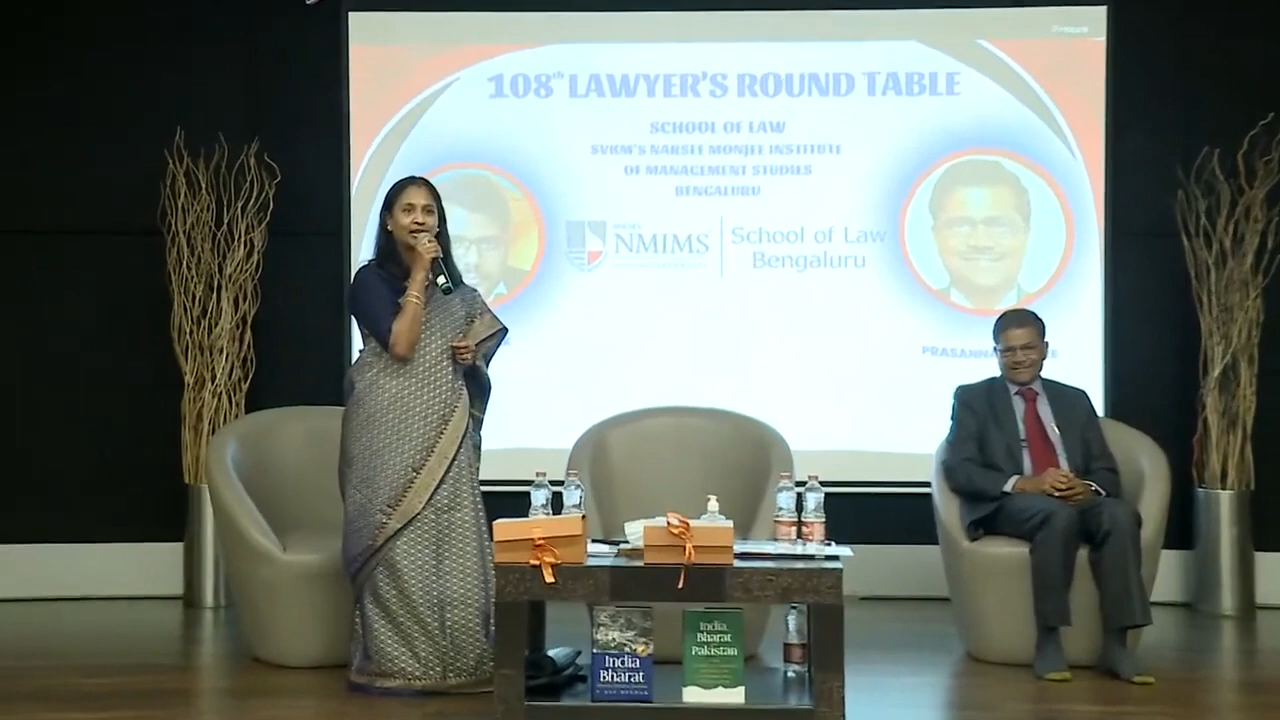 108th LAWYER'S ROUND TABLE
SCHOOL OF LAW
SVKM'S NARSEE MONJEE INSTITUTE
OF MANAGEMENT STUDIES
BENGALURU
SVKM'S
NMIMS
School of Law
Bengaluru
PRASANNA
India
Bharat
India,
Bharat
Pakistan